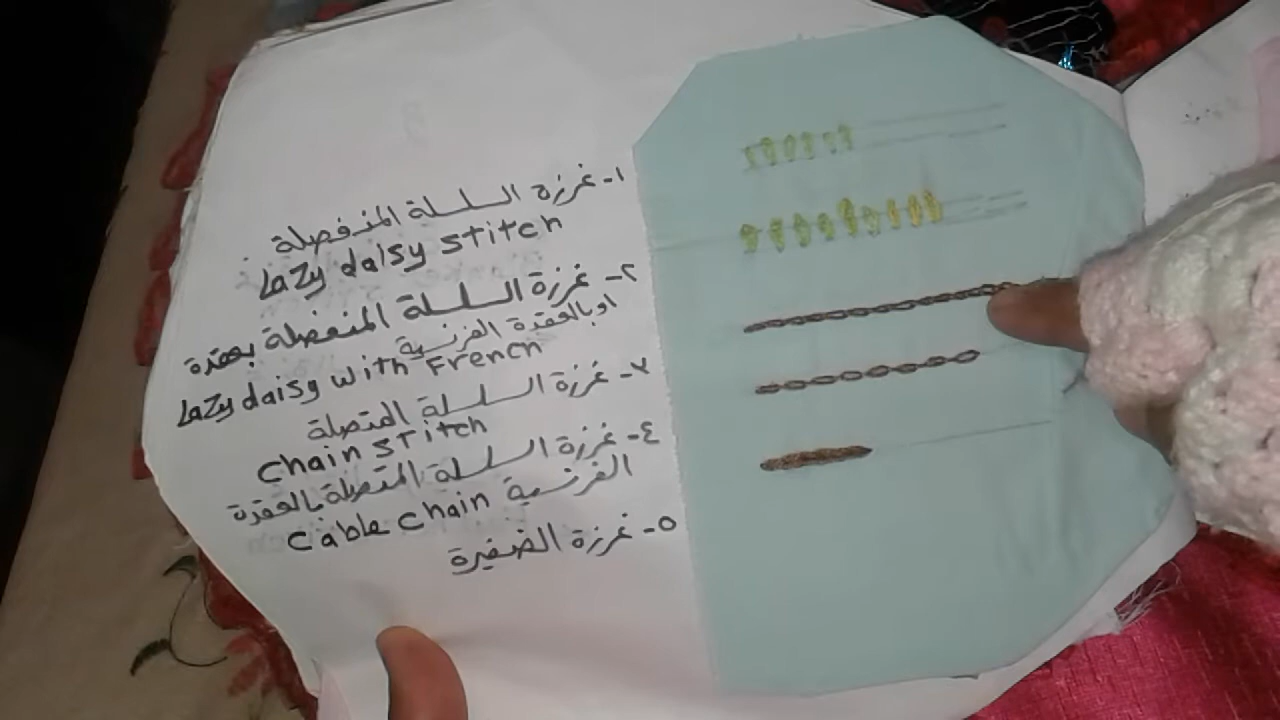 ١- غرزة السلسلة المنفصلة
Lazy daisy stitch
٢- غرزة السلسلة المنفصلة بعقدة
او بالعقدة الفرنسية
Lazy daisy with French
٣- غرزة السلسلة المتصلة
Chain stitch
٤- غرزة السلسلة المتصلة بالعقدة
الفرنسية
Cable Chain
٥- غرزة الضفيرة